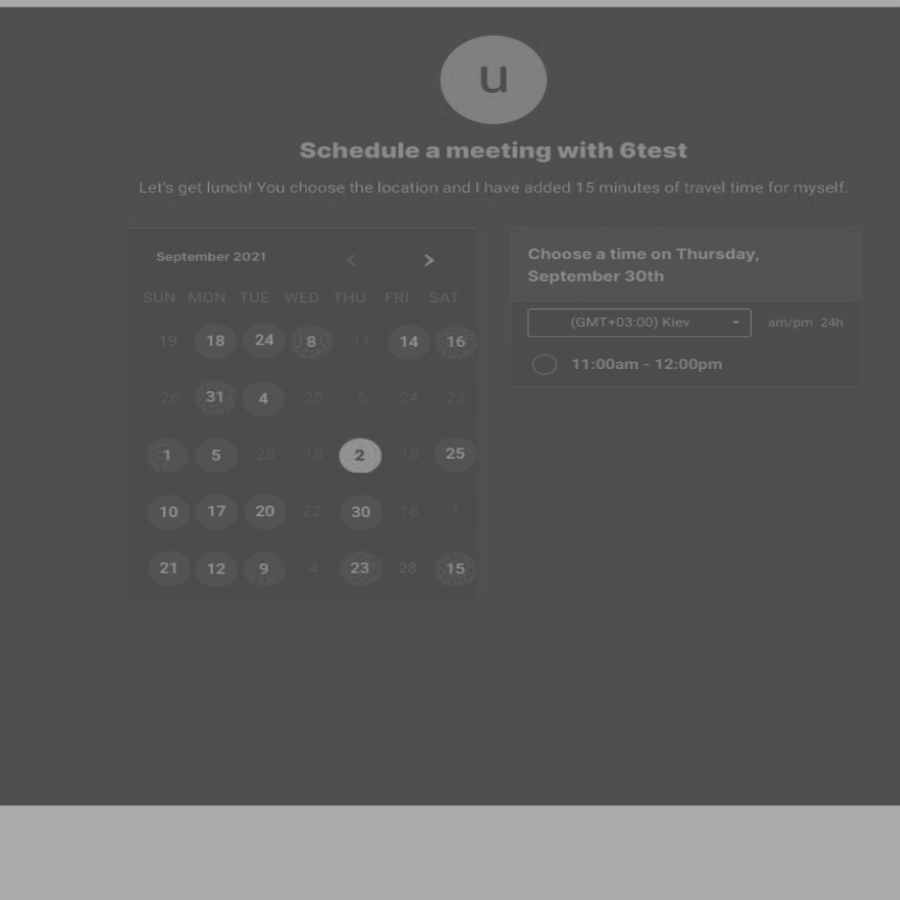 u
Schedule a meeting with 6test
Let's get lunch! You choose the location and I have added 15 minutes of travel time for myself.
September 2021 < >
SUN MON TUE WED THU FRI SAT
19 18 24 8 11 14 16
26 31 4 25 6 24 23
1 5 25 18 2 18 25
10 17 20 22 30 18 1
21 12 9 4 23 28 15
Choose a time on Thursday,
September 30th
(GMT+03:00) Kiev am/pm 24h
11:00am - 12:00pm